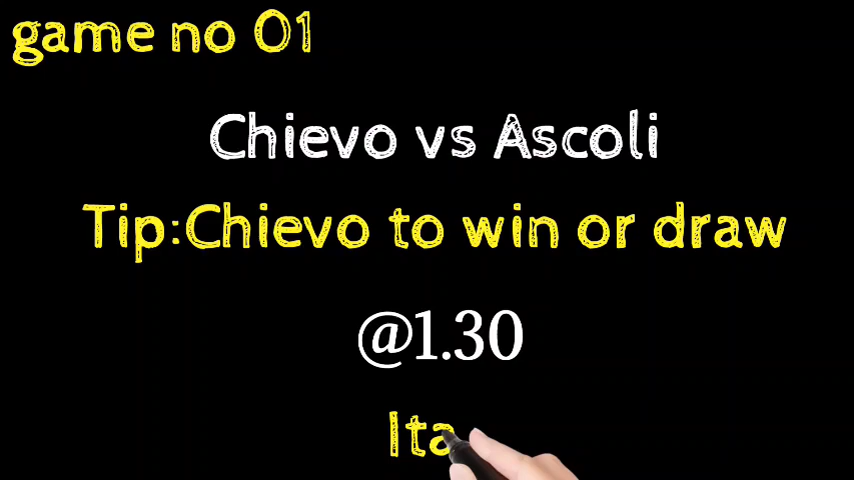 game no 01
Chievo vs Ascoli
Tip:Chievo to win or draw
@1.30
Ita